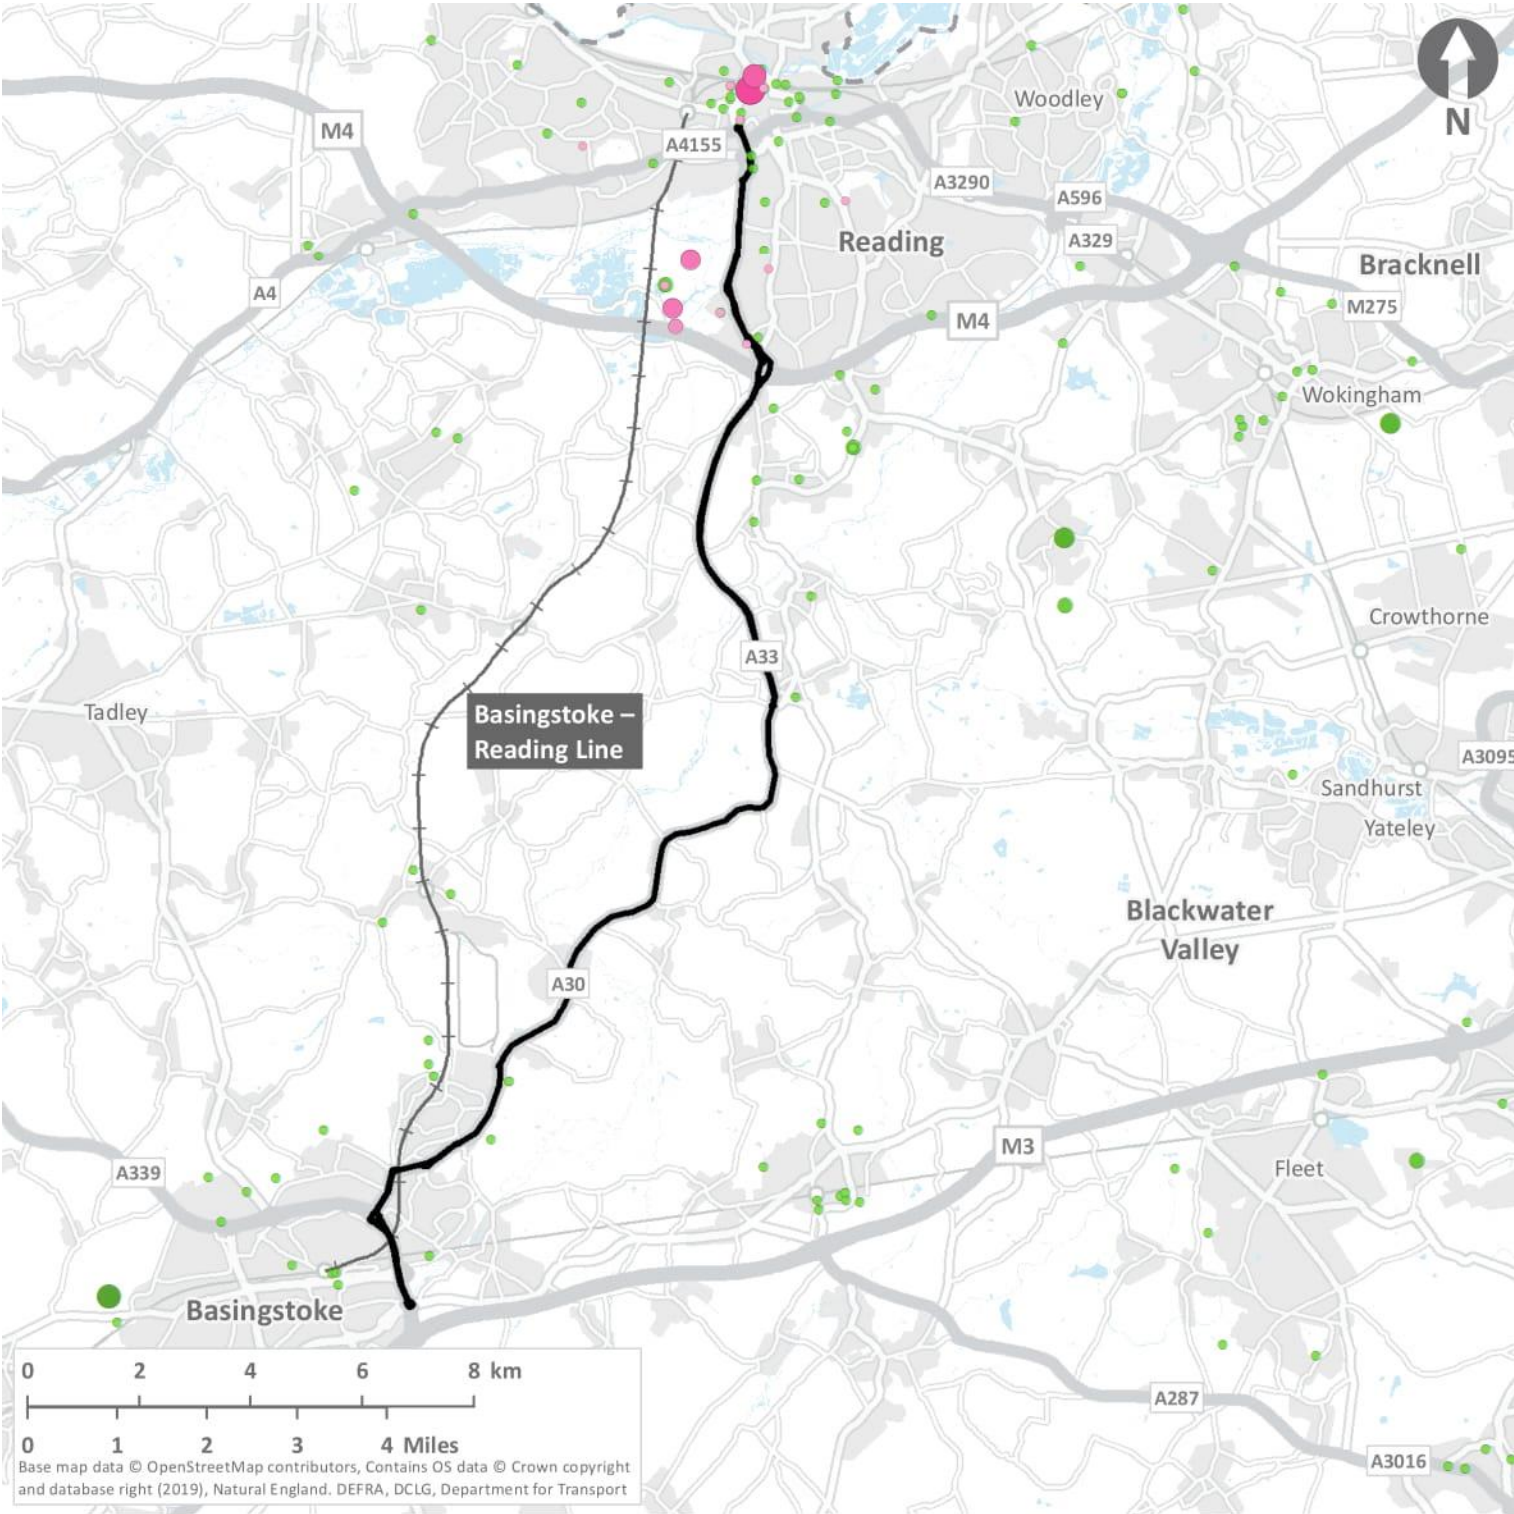 Woodley
M4
A4155
N
A3290
A596
A329
Reading
Bracknell
A4
M275
M4
Wokingham
Crowthorne
A33
Tadley
Basingstoke –
Reading Line
A3095
Sandhurst
Yateley
Blackwater
Valley
A30
M3
A339
Fleet
Basingstoke
0 2 4 6 8 km
0 1 2 3 4 Miles
A287
A3016
Base map data © OpenStreetMap contributors, Contains OS data © Crown copyright
and database right (2019), Natural England. DEFRA, DCLG, Department for Transport